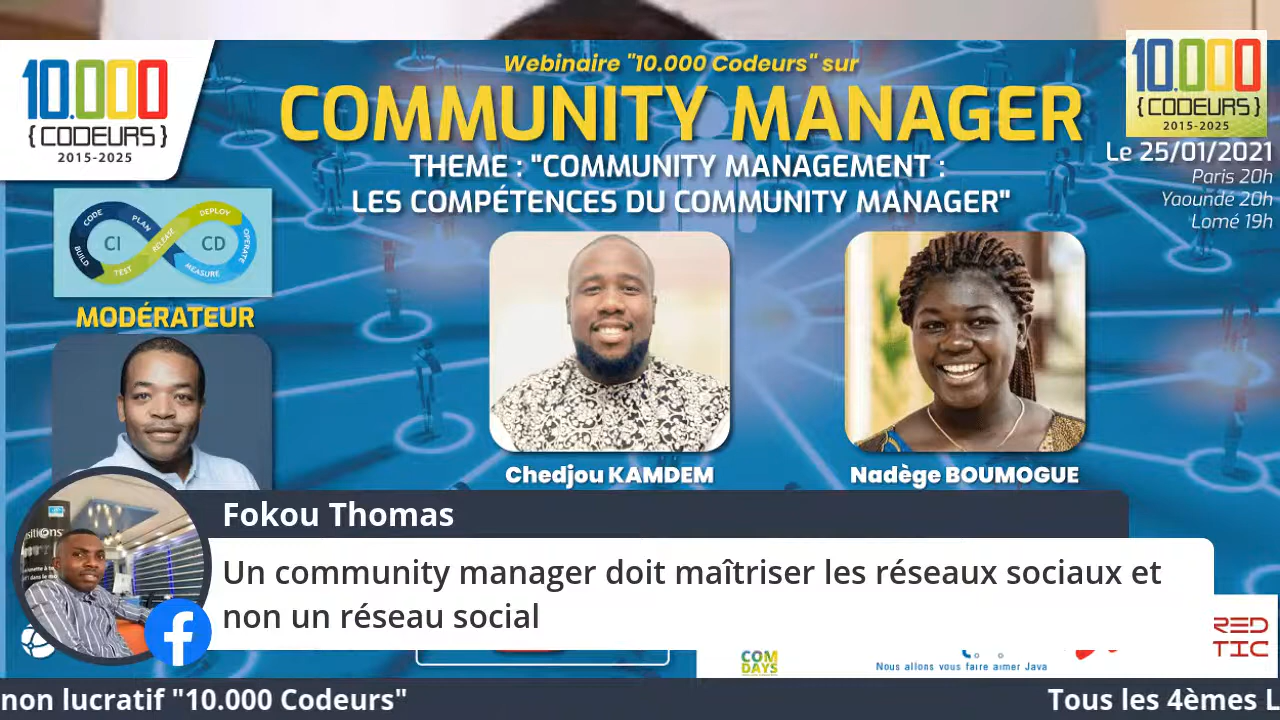 10.000
{CODEURS}
2015-2025
Webinaire "10.000 Codeurs" sur
COMMUNITY MANAGER
THEME : "COMMUNITY MANAGEMENT :
LES COMPÉTENCES DU COMMUNITY MANAGER"
10.000
{CODEURS}
2015-2025
Le 25/01/2021
Paris 20h
Yaoundé 20h
Lomé 19h
CODE
PLAN
BUILD
CI
TEST
RELEASE
DEPLOY
CD
OPERATE
MEASURE
MODÉRATEUR
Chedjou KAMDEM
Nadège BOUMOGUE
Fokou Thomas
Un community manager doit maîtriser les réseaux sociaux et
non un réseau social
COM
DAYS
Nous allons vous faire aimer Java
RED
TIC
non lucratif "10.000 Codeurs"
Tous les 4èmes L